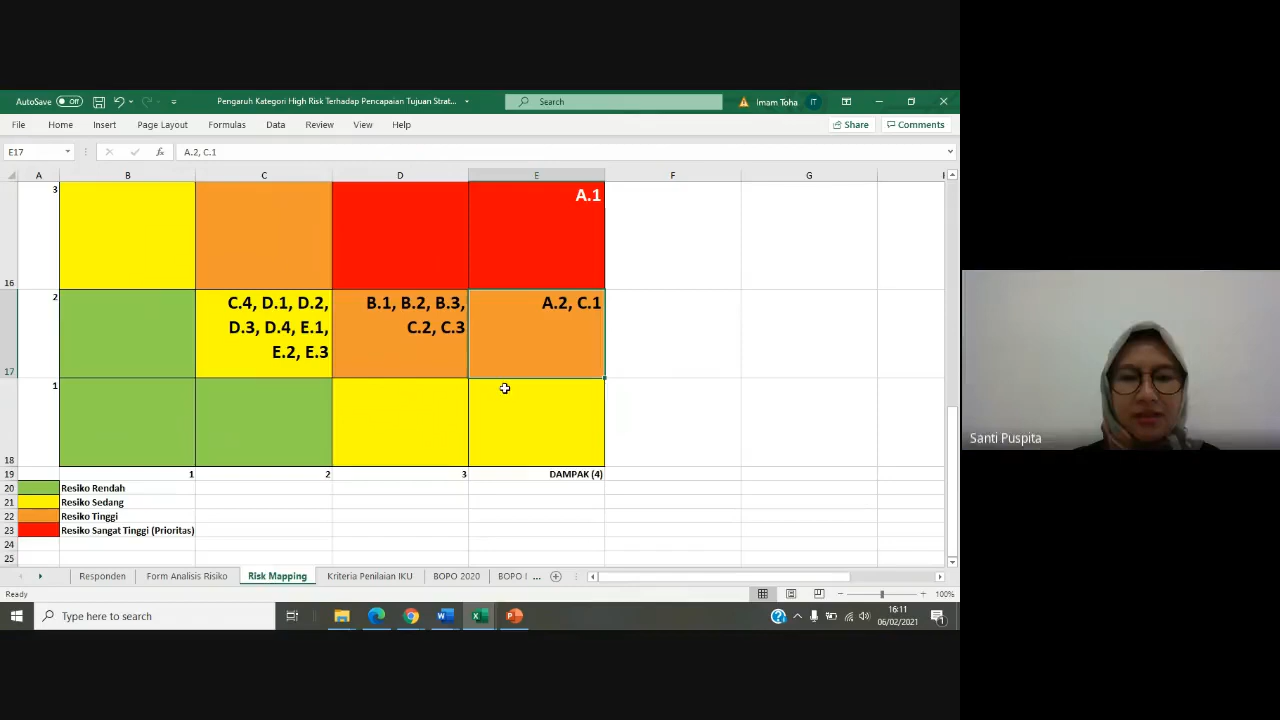 AutoSave Off
Pengaruh Kategori High Risk Terhadap Pencapaian Tujuan Strat...
Search
Imam Toha IT
File Home Insert Page Layout Formulas Data Review View Help
Share Comments
E17 fx A.2, C.1
A B C D E F G
3
A.1
16
2
C.4, D.1, D.2,
D.3, D.4, E.1,
E.2, E.3
B.1, B.2, B.3,
C.2, C.3
A.2, C.1
17
1
18
19 1 2 3 DAMPAK (4)
20 Resiko Rendah
21 Resiko Sedang
22 Resiko Tinggi
23 Resiko Sangat Tinggi (Prioritas)
24
25
Responden Form Analisis Risiko Risk Mapping Kriteria Penilaian IKU BOPO 2020 BOPO I ...
Ready 100%
Type here to search
16:11
06/02/2021
1
Santi Puspita